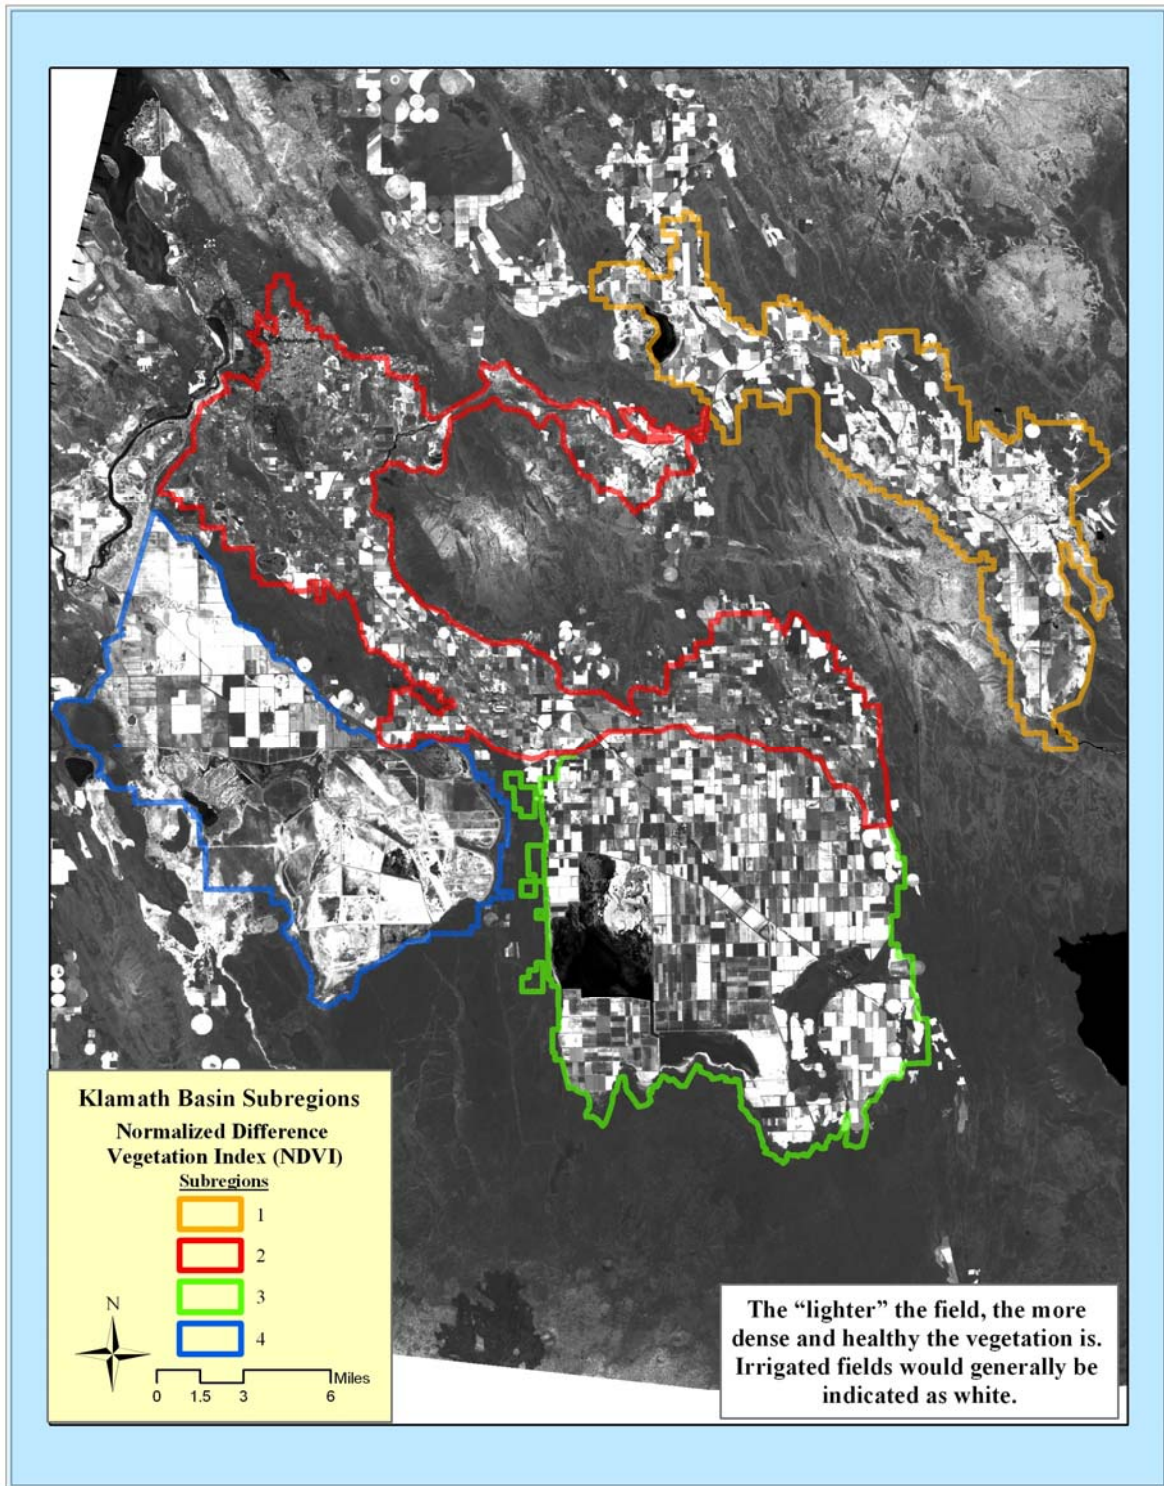 Klamath Basin Subregions
Normalized Difference
Vegetation Index (NDVI)
Subregions
1
2
3
4
N
Miles
0 1.5 3 6
The “lighter” the field, the more
dense and healthy the vegetation is.
Irrigated fields would generally be
indicated as white.